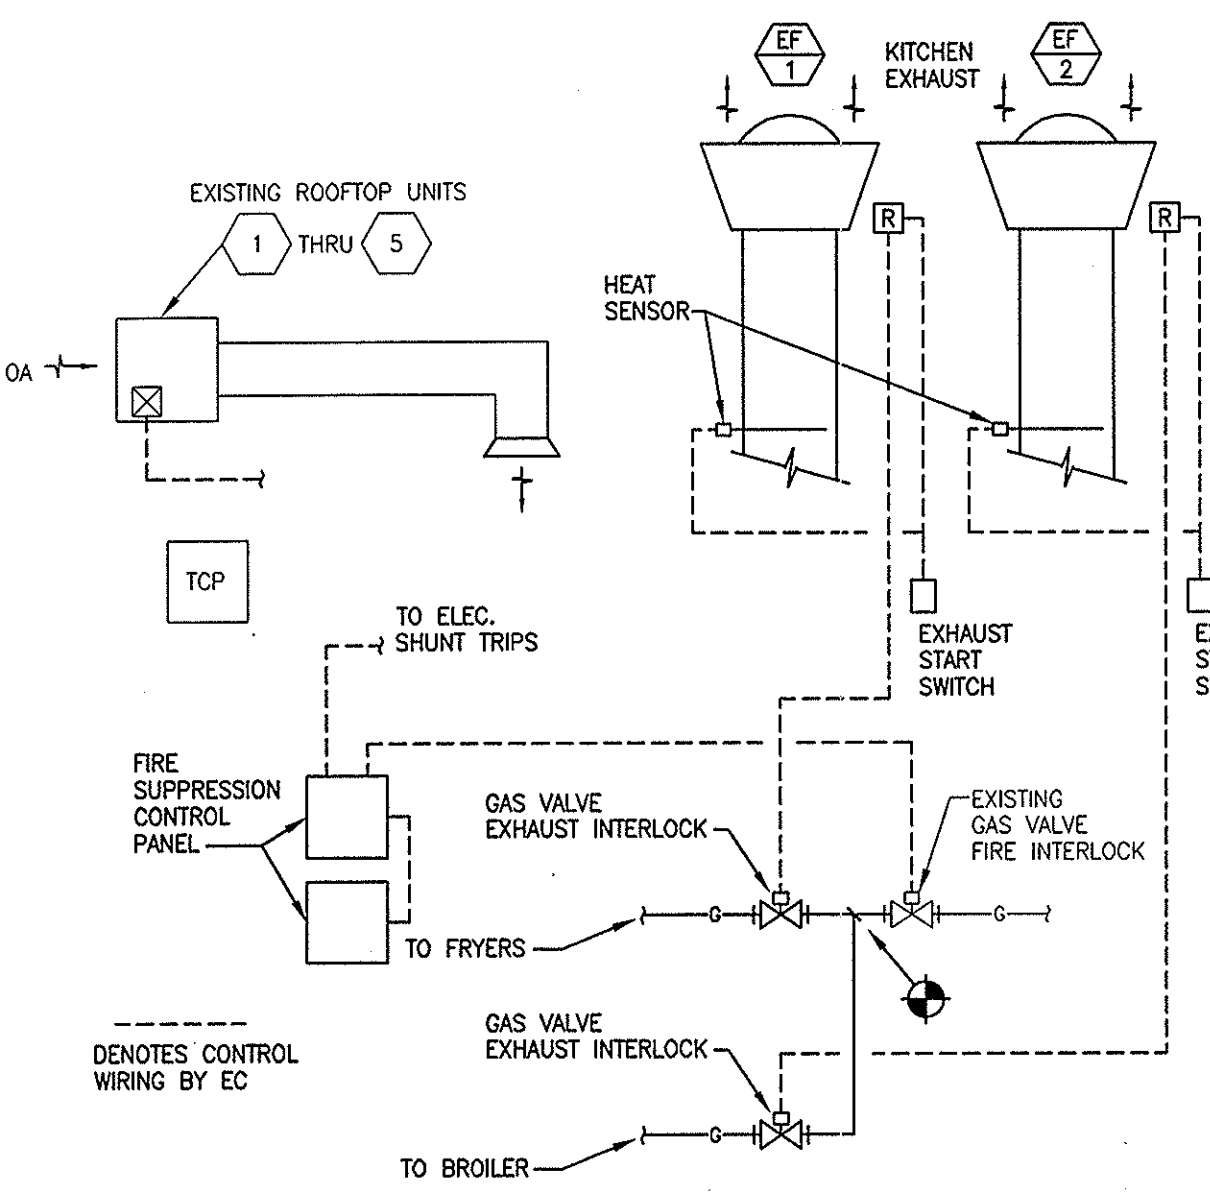 EF
1
KITCHEN
EXHAUST
EF
2
EXISTING ROOFTOP UNITS
1 THRU 5
R
R
HEAT
SENSOR
OA
TCP
TO ELEC.
SHUNT TRIPS
EXHAUST
START
SWITCH
FIRE
SUPPRESSION
CONTROL
PANEL
GAS VALVE
EXHAUST INTERLOCK
EXISTING
GAS VALVE
FIRE INTERLOCK
G
G
TO FRYERS
GAS VALVE
EXHAUST INTERLOCK
DENOTES CONTROL
WIRING BY EC
G
TO BROILER